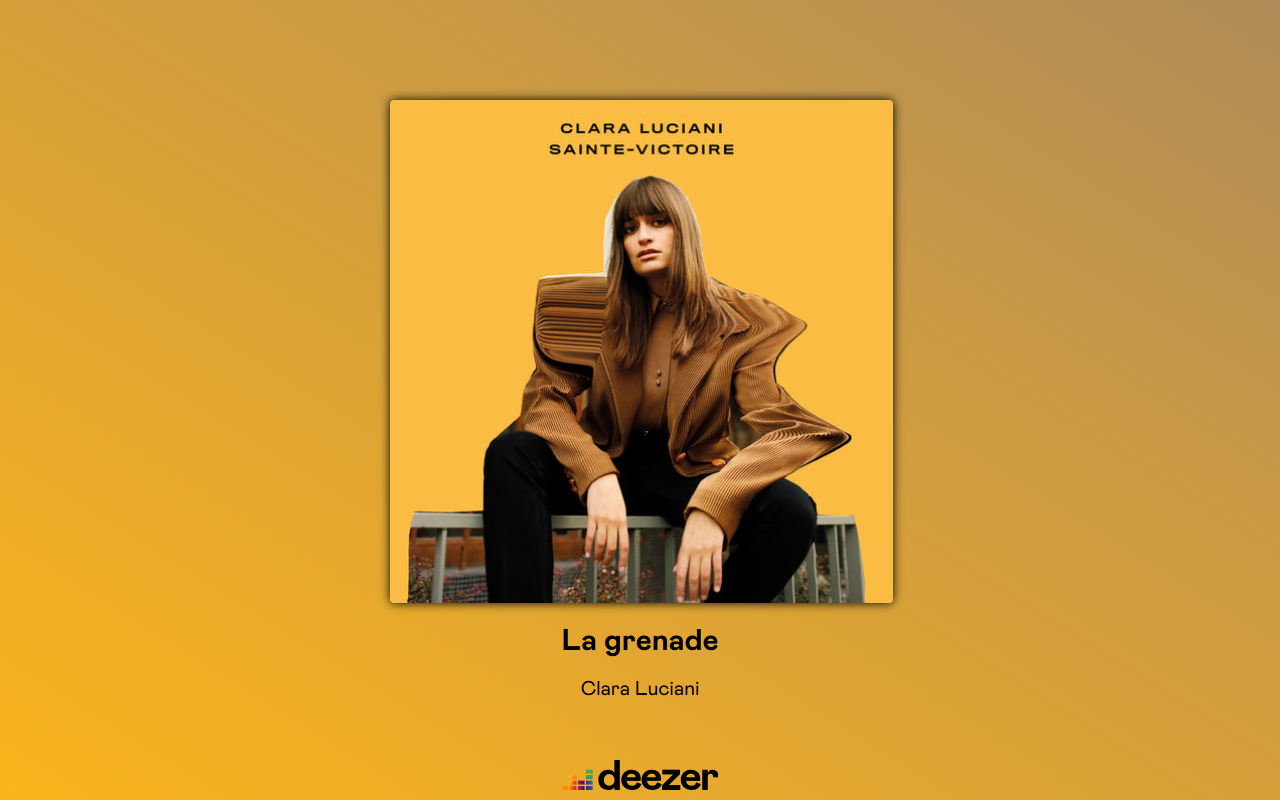 CLARA LUCIANI
SAINTE-VICTOIRE
La grenade
Clara Luciani
deezer